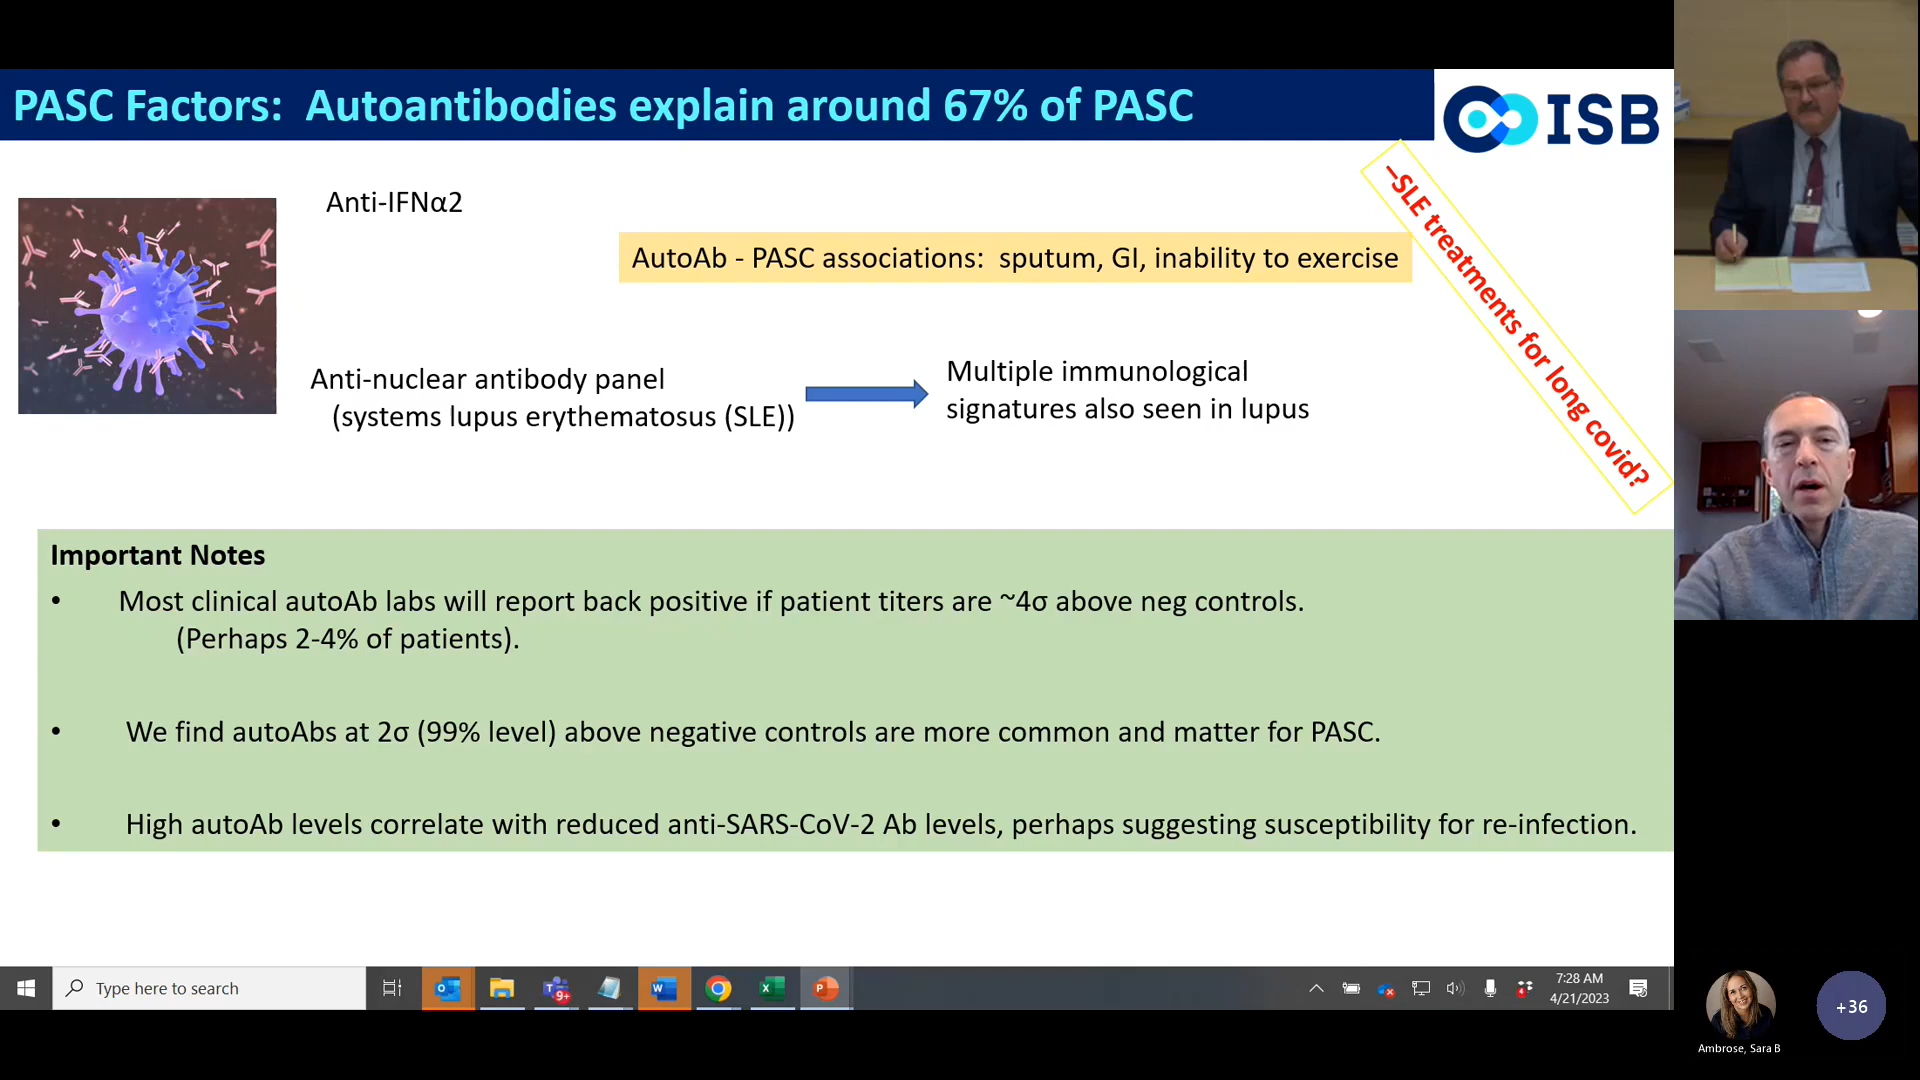 PASC Factors: Autoantibodies explain around 67% of PASC
ISB
Anti-IFNα2
AutoAb - PASC associations: sputum, GI, inability to exercise
–SLE treatments for long covid?
Anti-nuclear antibody panel
(systems lupus erythematosus (SLE))
Multiple immunological
signatures also seen in lupus
Important Notes
• Most clinical autoAb labs will report back positive if patient titers are ~4σ above neg controls.
(Perhaps 2-4% of patients).
• We find autoAbs at 2σ (99% level) above negative controls are more common and matter for PASC.
• High autoAb levels correlate with reduced anti-SARS-CoV-2 Ab levels, perhaps suggesting susceptibility for re-infection.
Type here to search
9+
7:28 AM
4/21/2023
Ambrose, Sara B
+36